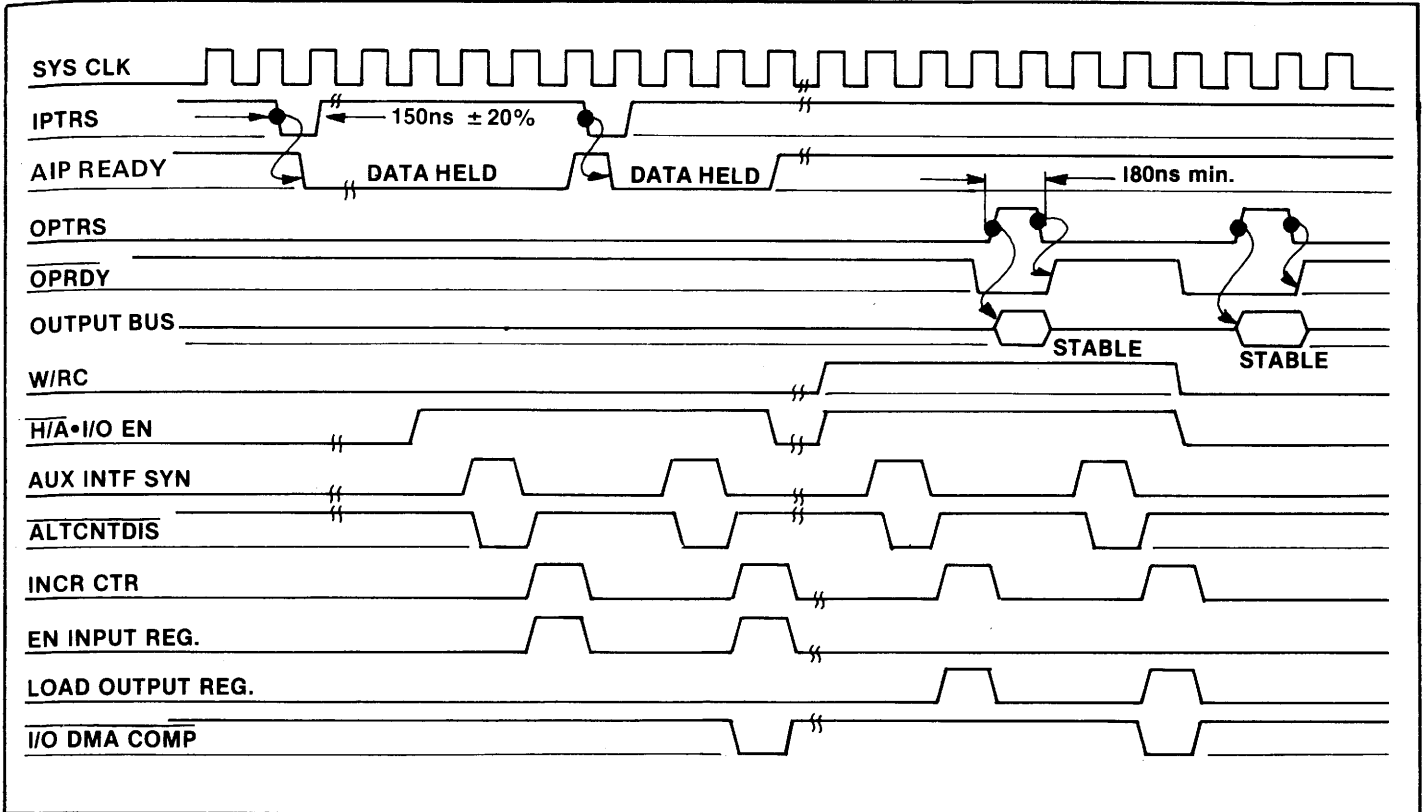 SYS CLK
IPTRS
150ns ±20%
AIP READY
DATA HELD
DATA HELD
I80ns min.
OPTRS
OPRDY
OUTPUT BUS
STABLE
STABLE
W/RC
H/A•I/O EN
AUX INTF SYN
ALTCNTDIS
INCR CTR
EN INPUT REG.
LOAD OUTPUT REG.
I/O DMA COMP